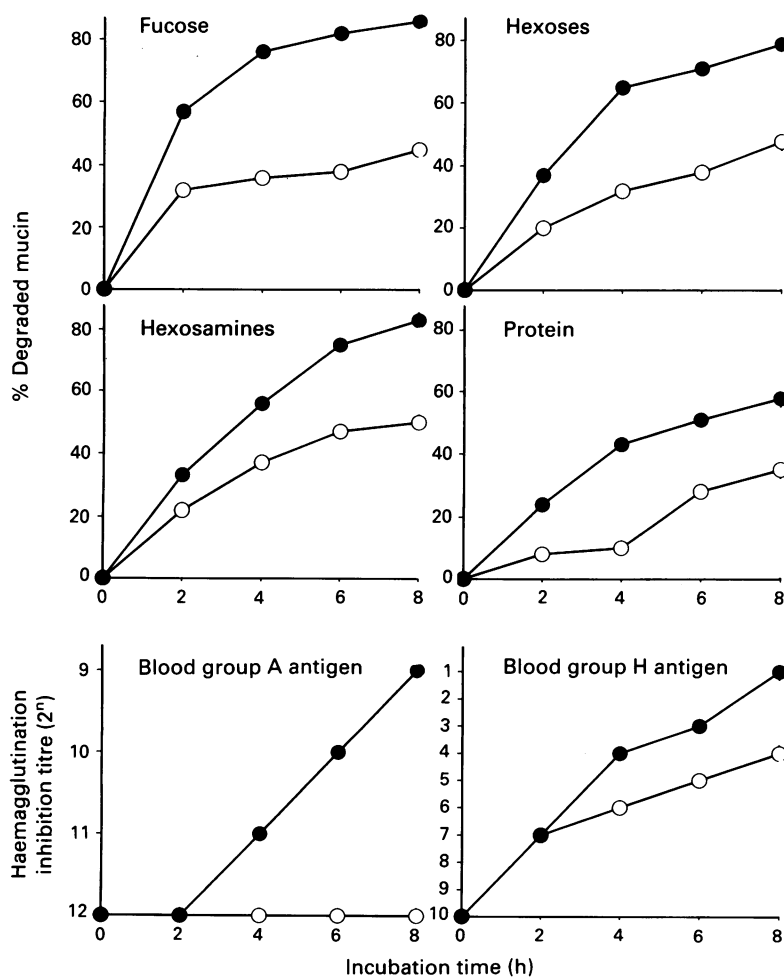 Fucose
80
60
40
20
0
Hexoses
80
60
40
20
0
% Degraded mucin
Hexosamines
80
60
40
20
0
0 2 4 6 8
Protein
80
60
40
20
0
0 2 4 6 8
Haemagglutination
inhibition titre (2ⁿ)
Blood group A antigen
9
10
11
12
0 2 4 6 8
Blood group H antigen
1
2
3
4
5
6
7
8
9
10
0 2 4 6 8
Incubation time (h)